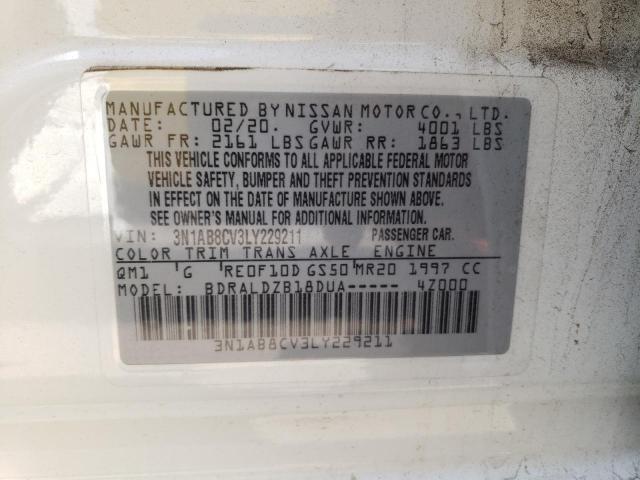 MANUFACTURED BY NISSAN MOTOR CO., LTD.
DATE: 02/20. GVWR: 4001 LBS
GAWR FR: 2161 LBS GAWR RR: 1863 LBS
THIS VEHICLE CONFORMS TO ALL APPLICABLE FEDERAL MOTOR
VEHICLE SAFETY, BUMPER AND THEFT PREVENTION STANDARDS
IN EFFECT ON THE DATE OF MANUFACTURE SHOWN ABOVE.
SEE OWNER'S MANUAL FOR ADDITIONAL INFORMATION.
VIN: 3N1AB8CV3LY229211 PASSENGER CAR.
COLOR TRIM TRANS AXLE ENGINE
QM1 G RE0F10D GS50 MR20 1997 CC
MODEL: BDRALDZB18DUA----- 4Z000
3N1AB8CV3LY229211